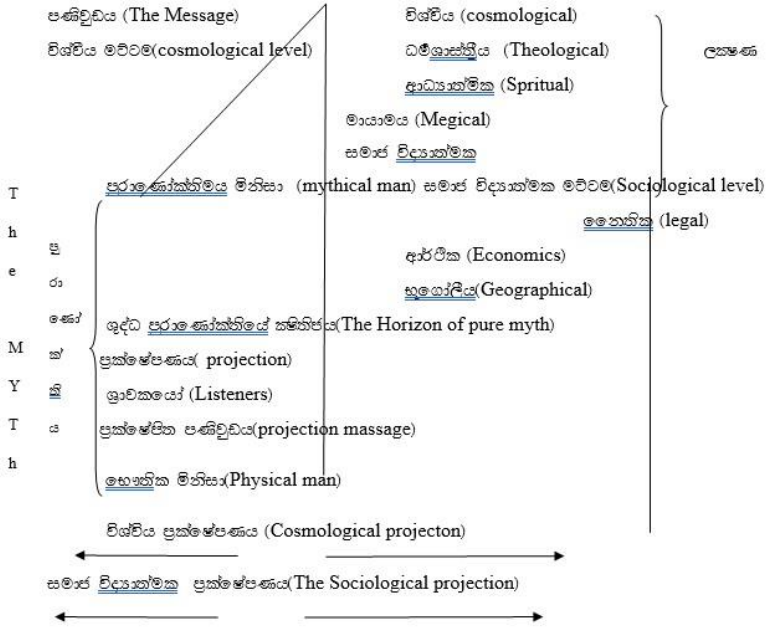 පණිවුඩය (The Message)
විශ්විය (cosmological)
විශ්විය මට්ටම(cosmological level)
ධර්මශාස්ත්‍රීය (Theological)
ලක්‍ෂණ
ආධ්‍යාත්මික (Spritual)
මායාමය (Megical)
සමාජ විද්‍යාත්මක
පුරාණෝක්තිමය මිනිසා (mythical man) සමාජ විද්‍යාත්මක මට්ටම(Sociological level)
නෛතික (legal)
ආර්ථික (Economics)
භූගෝලීය(Geographical)
The MYTh
පුරාණෝක්තිය
ශුද්ධ පුරාණෝක්තියේ ක්‍ෂිතිජය(The Horizon of pure myth)
ප්‍රක්ෂේපණය( projection)
ශ්‍රාවකයෝ (Listeners)
ප්‍රක්ෂේපිත පණිවුඩය(projection massage)
භෞතික මිනිසා(Physical man)
විශ්විය ප්‍රක්ෂේපණය (Cosmological projecton)
සමාජ විද්‍යාත්මක ප්‍රක්ෂේපණය(The Sociological projection)